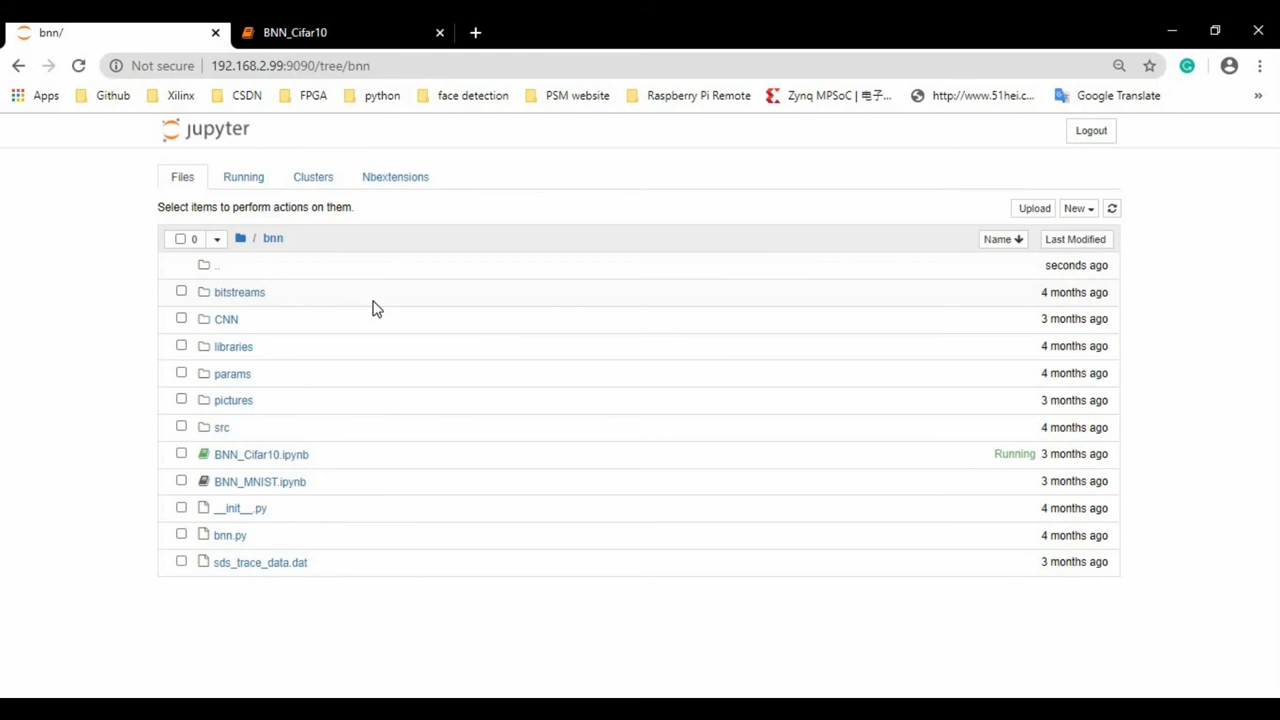 bnn/
BNN_Cifar10
Not secure
192.168.2.99:9090/tree/bnn
Apps
Github
Xilinx
CSDN
FPGA
python
face detection
PSM website
Raspberry Pi Remote
Zynq MPSoC | 电子...
http://www.51hei.c...
Google Translate
»
jupyter
Logout
Files
Running
Clusters
Nbextensions
Select items to perform actions on them.
Upload
New
0
/ bnn
Name
Last Modified
..
seconds ago
bitstreams
4 months ago
CNN
3 months ago
libraries
4 months ago
params
4 months ago
pictures
3 months ago
src
4 months ago
BNN_Cifar10.ipynb
Running 3 months ago
BNN_MNIST.ipynb
3 months ago
__init__.py
4 months ago
bnn.py
4 months ago
sds_trace_data.dat
3 months ago